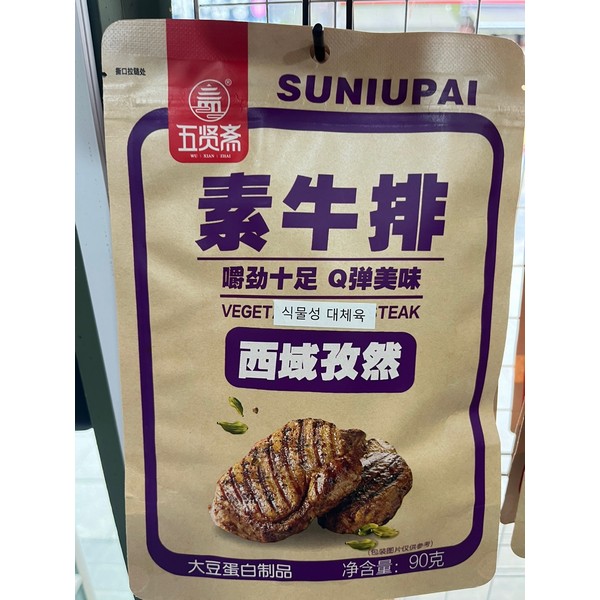 撕口拉链处
SUNIUPAI
®
五贤斋
WU · XIAN · ZHAI
素牛排
嚼劲十足 Q弹美味
VEGET
TEAK
식물성 대체육
西域孜然
(包装图片仅供参考)
大豆蛋白制品
净含量: 90克